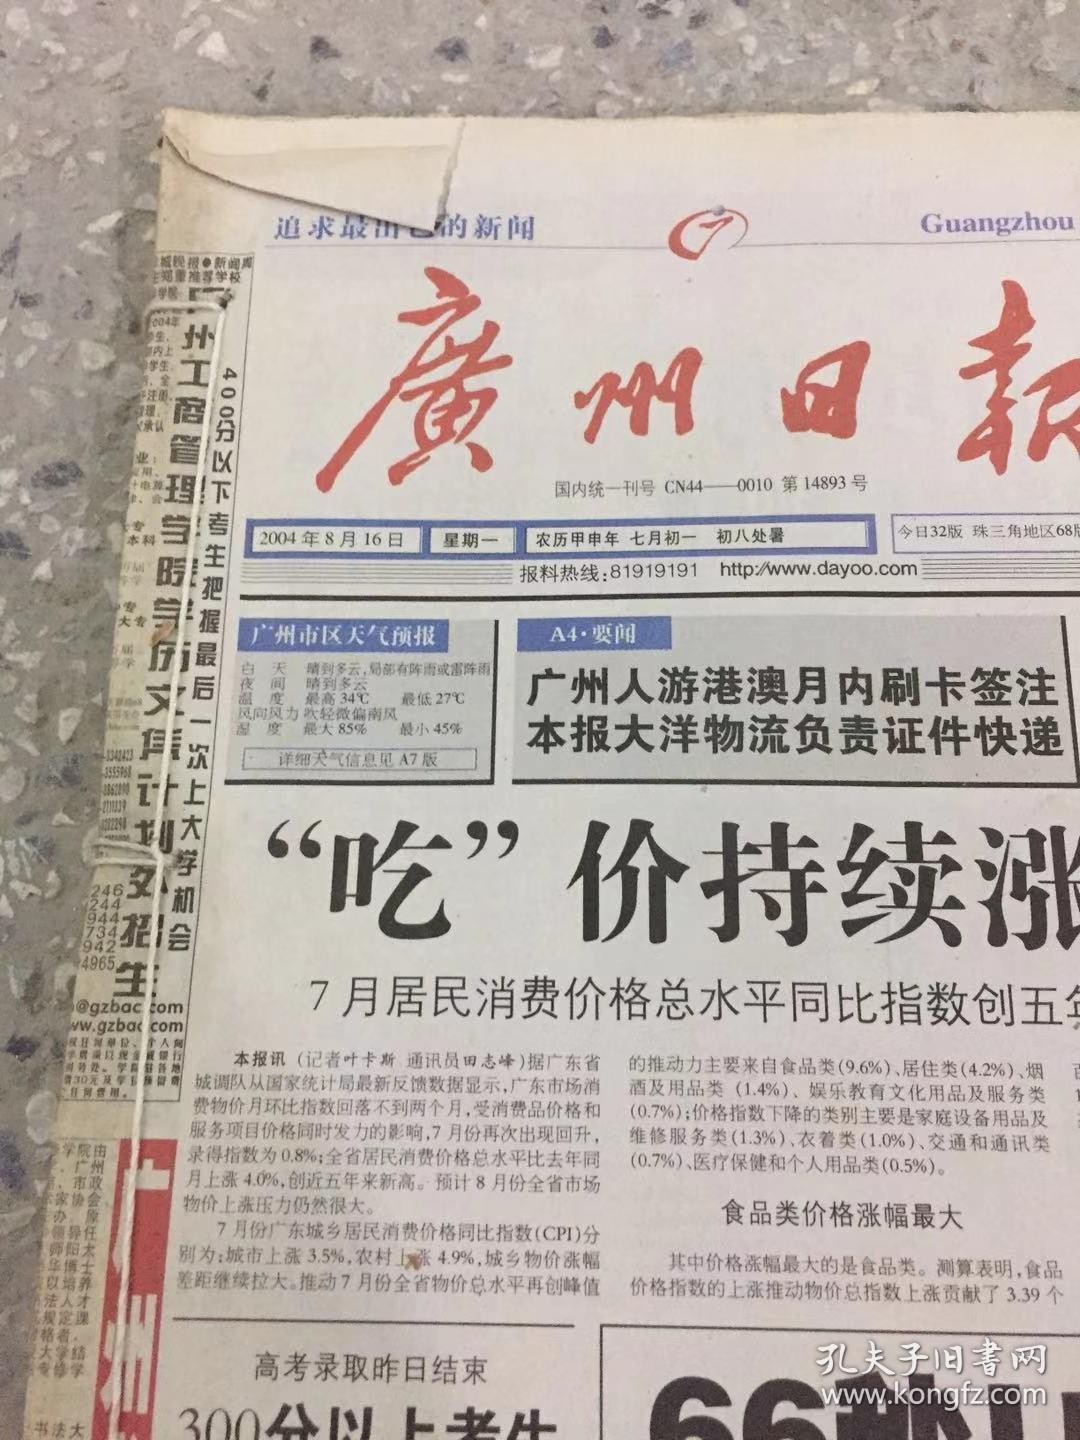 追求最出色的新闻
Guangzhou
廣州日報
国内统一刊号 CN44——0010 第14893号
2004年8月16日
星期一
农历甲申年 七月初一 初八处暑
今日32版 珠三角地区68版
报料热线:81919191 http://www.dayoo.com
广州市区天气预报
白 天 晴到多云,局部有阵雨或雷阵雨
夜 间 晴到多云
温 度 最高34℃ 最低27℃
风向风力 吹轻微偏南风
湿 度 最大85% 最小45%
详细天气信息见A7版
A4·要闻
广州人游港澳月内刷卡签注
本报大洋物流负责证件快递
“吃”价持续涨
7月居民消费价格总水平同比指数创五年
本报讯 (记者叶卡斯 通讯员田志峰)据广东省
城调队从国家统计局最新反馈数据显示,广东市场消
费物价月环比指数回落不到两个月,受消费品价格和
服务项目价格同时发力的影响,7月份再次出现回升,
录得指数为0.8%;全省居民消费价格总水平比去年同
月上涨4.0%,创近五年来新高。预计8月份全省市场
物价上涨压力仍然很大。
7月份广东城乡居民消费价格同比指数(CPI)分
别为;城市上涨3.5%,农村上涨4.9%,城乡物价涨幅
差距继续拉大。推动7月份全省物价总水平再创峰值
的推动力主要来自食品类(9.6%)、居住类(4.2%)、烟
酒及用品类(1.4%)、娱乐教育文化用品及服务类
(0.7%);价格指数下降的类别主要是家庭设备用品及
维修服务类(1.3%)、衣着类(1.0%)、交通和通讯类
(0.7%)、医疗保健和个人用品类(0.5%)。
食品类价格涨幅最大
其中价格涨幅最大的是食品类。测算表明,食品
价格指数的上涨推动物价总指数上涨贡献了3.39个
高考录取昨日结束
300分以上考生
400分以下考生把握最后一次上大学机会
州工商管理学院学历文凭计划外招生
246
244
944
734
942
4965
@gzbac.com
www.gzbac.com
广州
孔夫子旧书网
www.kongfz.com